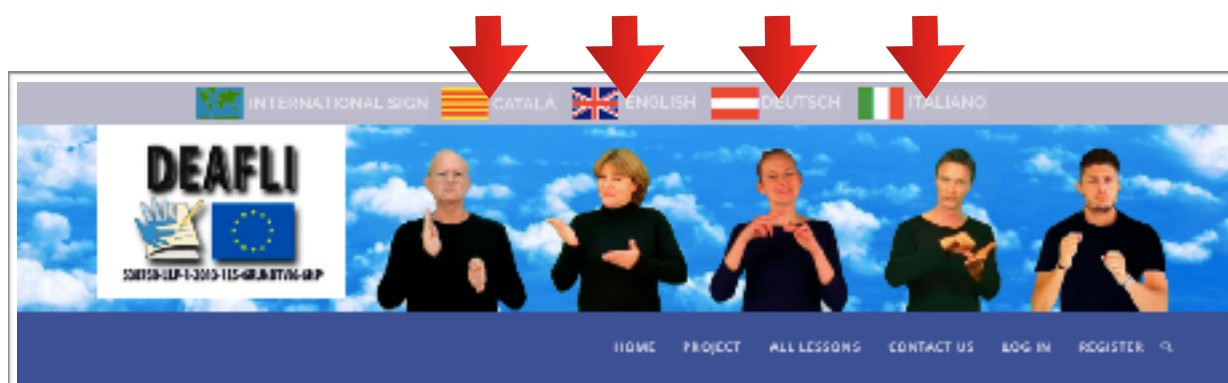 INTERNATIONAL SIGN CATALÀ ENGLISH DEUTSCH ITALIANO
DEAFLI
HOME PROJECT ALL LESSONS CONTACT US LOG IN REGISTER